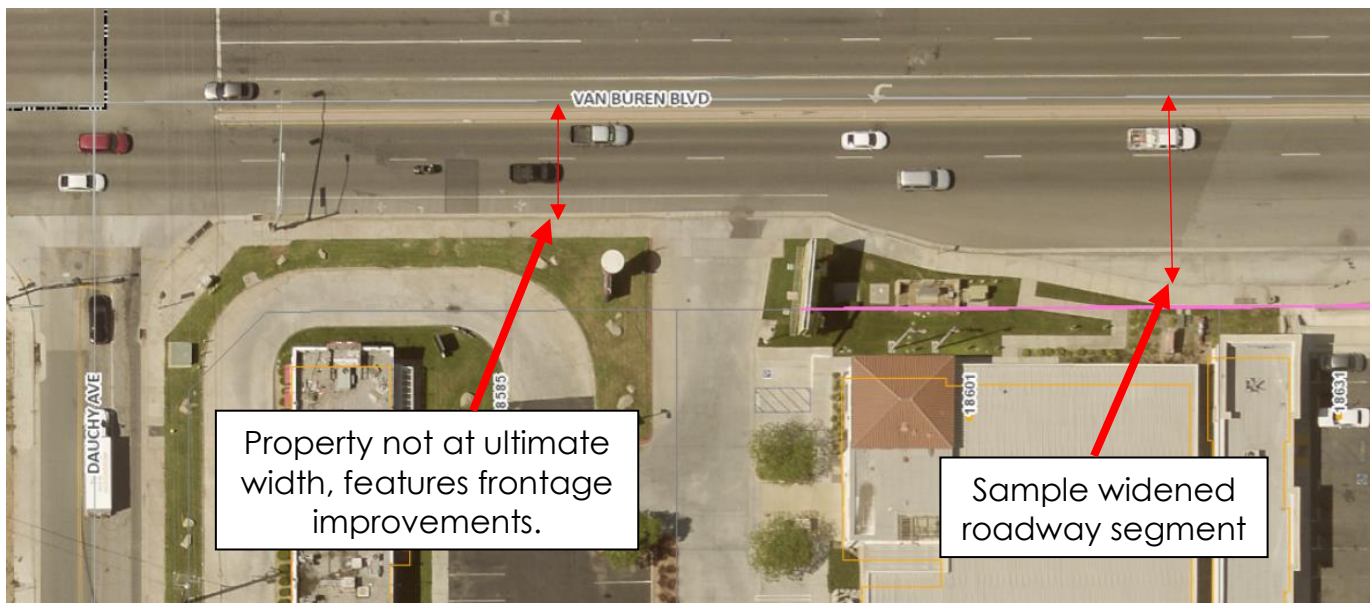 VAN BUREN BLVD
DAUCHY AVE
8585
18601
18631
Property not at ultimate
width, features frontage
improvements.
Sample widened
roadway segment